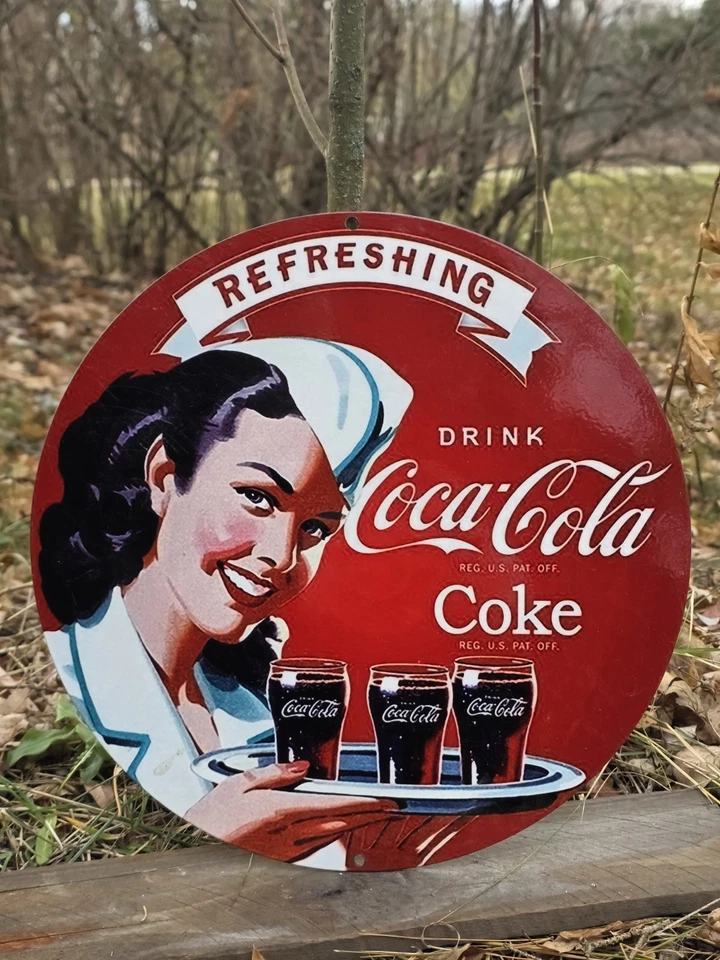 REFRESHING
DRINK
Coca-Cola
REG. U.S. PAT. OFF.
Coke
REG. U.S. PAT. OFF.
Coca-Cola
Coca-Cola
Coca-Cola